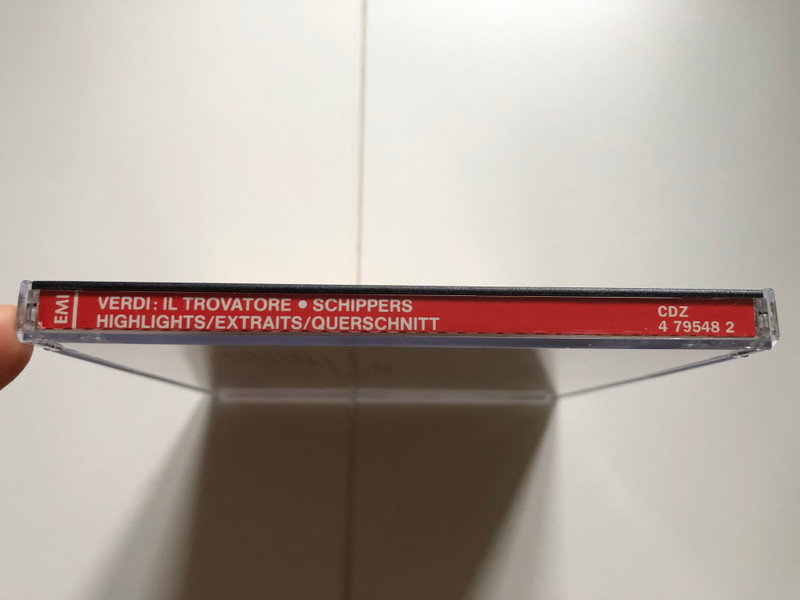 EMI
VERDI: IL TROVATORE • SCHIPPERS
HIGHLIGHTS/EXTRAITS/QUERSCHNITT
CDZ
4 79548 2